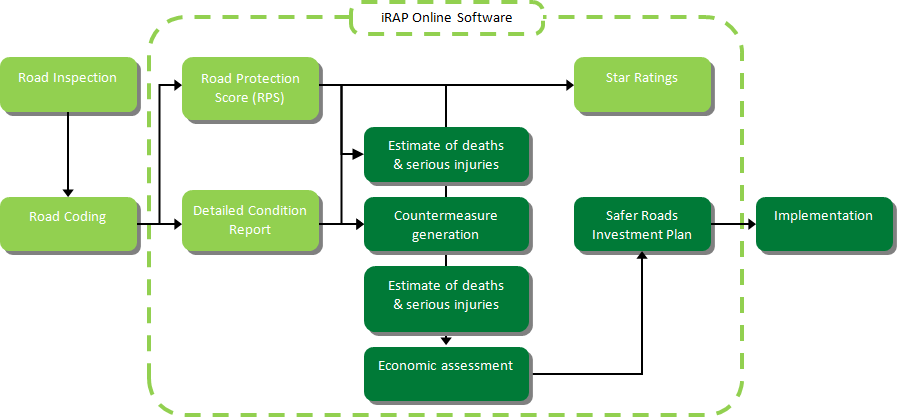 iRAP Online Software
Road Inspection
Road Protection
Score (RPS)
Star Ratings
Estimate of deaths
& serious injuries
Road Coding
Detailed Condition
Report
Countermeasure
generation
Safer Roads
Investment Plan
Implementation
Estimate of deaths
& serious injuries
Economic assessment